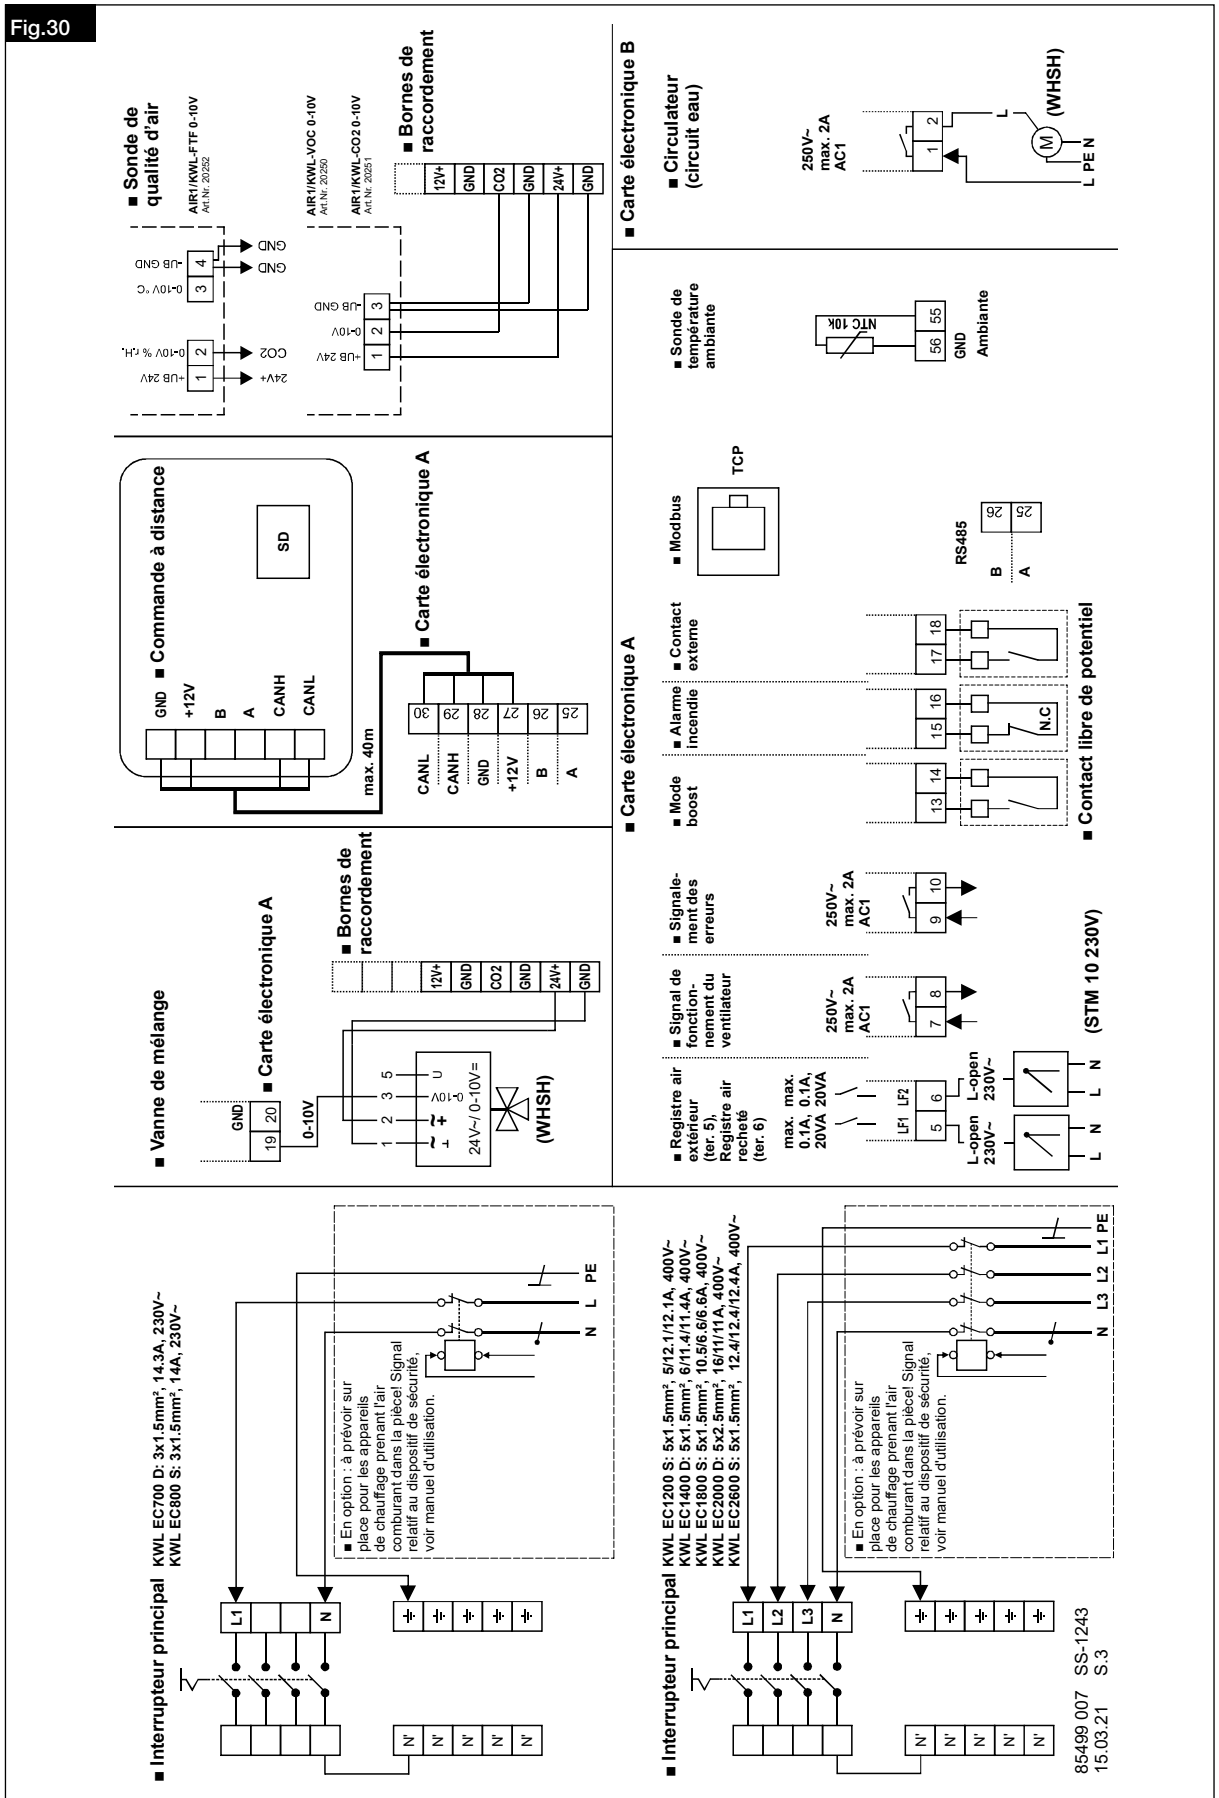 Fig.30
■ Interrupteur principal
KWL EC700 D: 3x1.5mm², 14.3A, 230V~
KWL EC800 S: 3x1.5mm², 14A, 230V~
L1
N
N'
N'
N'
N'
N'
■ En option : à prévoir sur
place pour les appareils
de chauffage prenant l'air
comburant dans la pièce! Signal
relatif au dispositif de sécurité,
voir manuel d'utilisation.
N
L
PE
■ Vanne de mélange
GND
19
20
0-10V
■ Carte électronique A
■ Bornes de
raccordement
12V+
GND
CO2
GND
24V+
GND
1
2
3
5
~
~
⊥
+
0-10V
U
24V~/ 0-10V=
(WHSH)
■ Commande à distance
GND
+12V
B
A
CANH
CANL
SD
max. 40m
■ Carte électronique A
CANL
CANH
GND
+12V
B
A
30
29
28
27
26
25
■ Sonde de
qualité d'air
AIR1/KWL-FTF 0-10V
Art.Nr. 20252
+UB 24V
0-10V % r.H.
0-10V °C
-UB GND
1
2
3
4
24V+
CO2
GND
GND
AIR1/KWL-VOC 0-10V
Art.Nr. 20250
AIR1/KWL-CO2 0-10V
Art.Nr. 20251
+UB 24V
0-10V
-UB GND
1
2
3
■ Bornes de
raccordement
12V+
GND
CO2
GND
24V+
GND
■ Interrupteur principal
KWL EC1200 S: 5x1.5mm², 5/12.1/12.1A, 400V~
KWL EC1400 D: 5x1.5mm², 6/11.4/11.4A, 400V~
KWL EC1800 S: 5x1.5mm², 10.5/6.6/6.6A, 400V~
KWL EC2000 D: 5x2.5mm², 16/11/11A, 400V~
KWL EC2600 S: 5x1.5mm², 12.4/12.4/12.4A, 400V~
L1
L2
L3
N
N'
N'
N'
N'
N'
■ En option : à prévoir sur
place pour les appareils
de chauffage prenant l'air
comburant dans la pièce! Signal
relatif au dispositif de sécurité,
voir manuel d'utilisation.
N
L3
L2
L1
PE
85499 007 SS-1243
15.03.21 S.3
■ Carte électronique A
■ Registre air
extérieur
(ter. 5),
Registre air
recheté
(ter. 6)
max.
0.1A,
20VA
max.
0.1A,
20VA
LF1
LF2
5
6
L-open
230V~
L-open
230V~
L
N
L
N
(STM 10 230V)
■ Signal de
fonction-
nement du
ventilateur
250V~
max. 2A
AC1
7
8
■ Signale-
ment des
erreurs
250V~
max. 2A
AC1
9
10
■ Mode
boost
13
14
■ Alarme
incendie
15
16
N.C
■ Contact
externe
17
18
■ Contact libre de potentiel
■ Modbus
TCP
RS485
B
A
26
25
■ Sonde de
température
ambiante
NTC 10k
56
55
GND
Ambiante
■ Carte électronique B
■ Circulateur
(circuit eau)
250V~
max. 2A
AC1
1
2
L
M
L
PE
N
(WHSH)